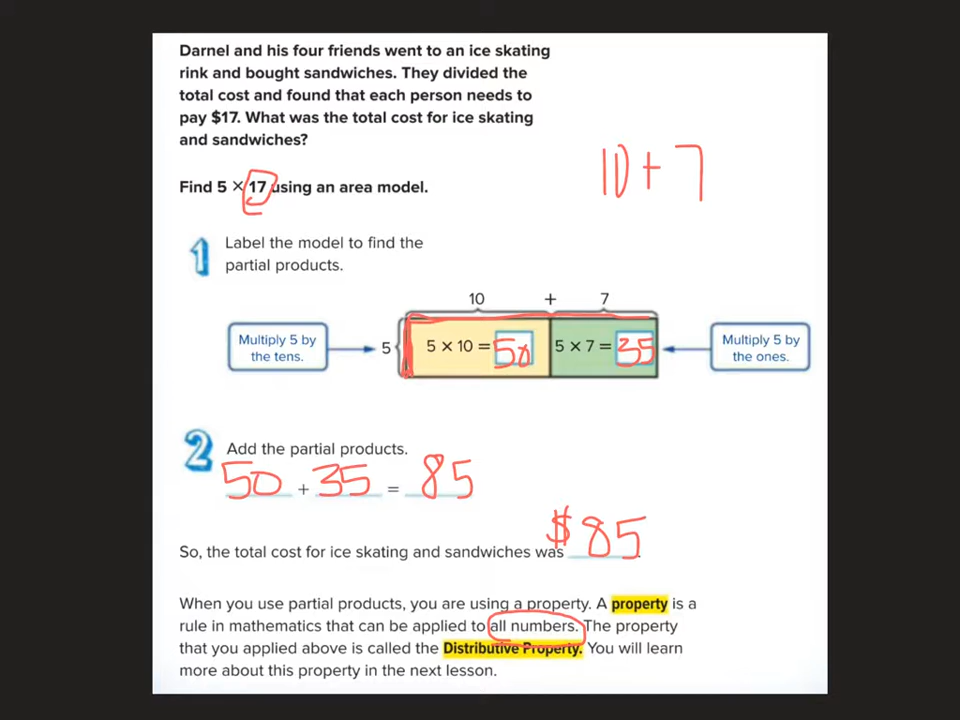 Darnel and his four friends went to an ice skating
rink and bought sandwiches. They divided the
total cost and found that each person needs to
pay $17. What was the total cost for ice skating
and sandwiches?
10 + 7
Find 5 × 17 using an area model.
1 Label the model to find the
partial products.
10 + 7
Multiply 5 by
the tens.
5
5 × 10 = 50
5 × 7 = 35
Multiply 5 by
the ones.
2 Add the partial products.
50 + 35 = 85
So, the total cost for ice skating and sandwiches was $85.
When you use partial products, you are using a property. A property is a
rule in mathematics that can be applied to all numbers. The property
that you applied above is called the Distributive Property. You will learn
more about this property in the next lesson.